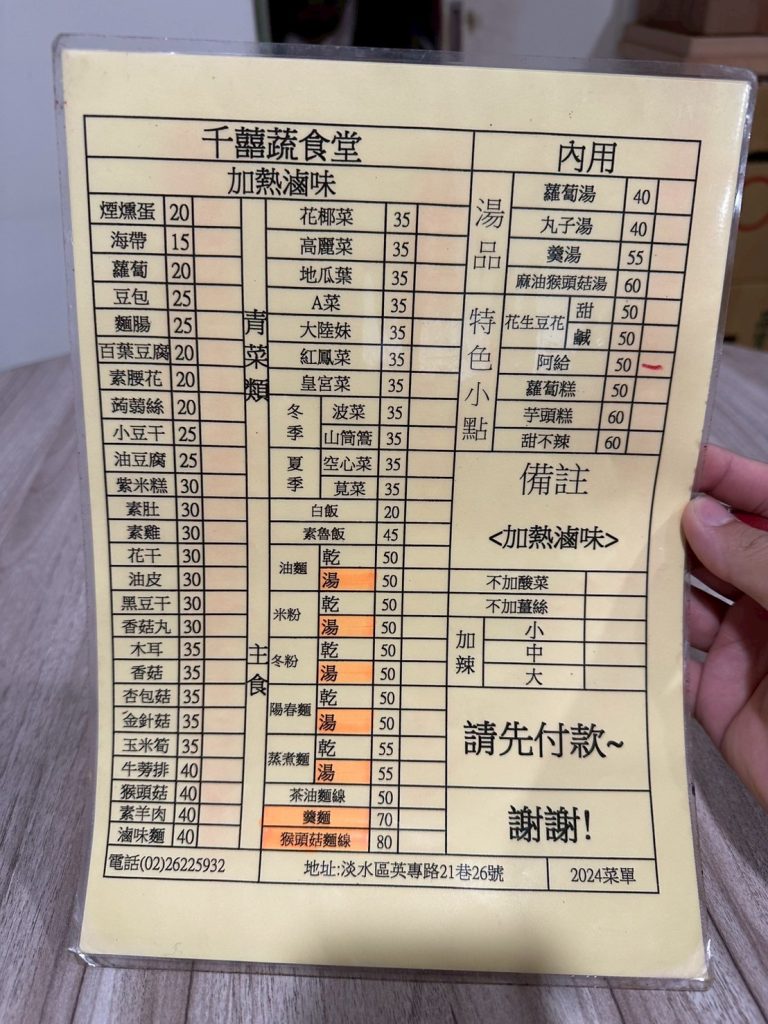 千囍蔬食堂
加熱滷味
煙燻蛋 20
海帶 15
蘿蔔 20
豆包 25
麵腸 25
百葉豆腐 20
素腰花 20
蒟蒻絲 20
小豆干 25
油豆腐 25
紫米糕 30
素肚 30
素雞 30
花干 30
油皮 30
黑豆干 30
香菇丸 30
木耳 35
香菇 35
杏包菇 35
金針菇 35
玉米筍 35
牛蒡排 40
猴頭菇 40
素羊肉 40
滷味麵 40
青菜類
花椰菜 35
高麗菜 35
地瓜葉 35
A菜 35
大陸妹 35
紅鳳菜 35
皇宮菜 35
冬季
波菜 35
山筒蒿 35
夏季
空心菜 35
莧菜 35
主食
白飯 20
素魯飯 45
油麵
乾 50
湯 50
米粉
乾 50
湯 50
冬粉
乾 50
湯 50
陽春麵
乾 50
湯 50
蒸煮麵
乾 55
湯 55
茶油麵線 50
羹麵 70
猴頭菇麵線 80
內用
湯品
蘿蔔湯 40
丸子湯 40
羹湯 55
麻油猴頭菇湯 60
特色小點
花生豆花
甜 50
鹹 50
阿給 50
蘿蔔糕 50
芋頭糕 60
甜不辣 60
備註
<加熱滷味>
不加酸菜
不加薑絲
加辣
小
中
大
請先付款~
謝謝!
電話(02)26225932
地址:淡水區英專路21巷26號
2024菜單